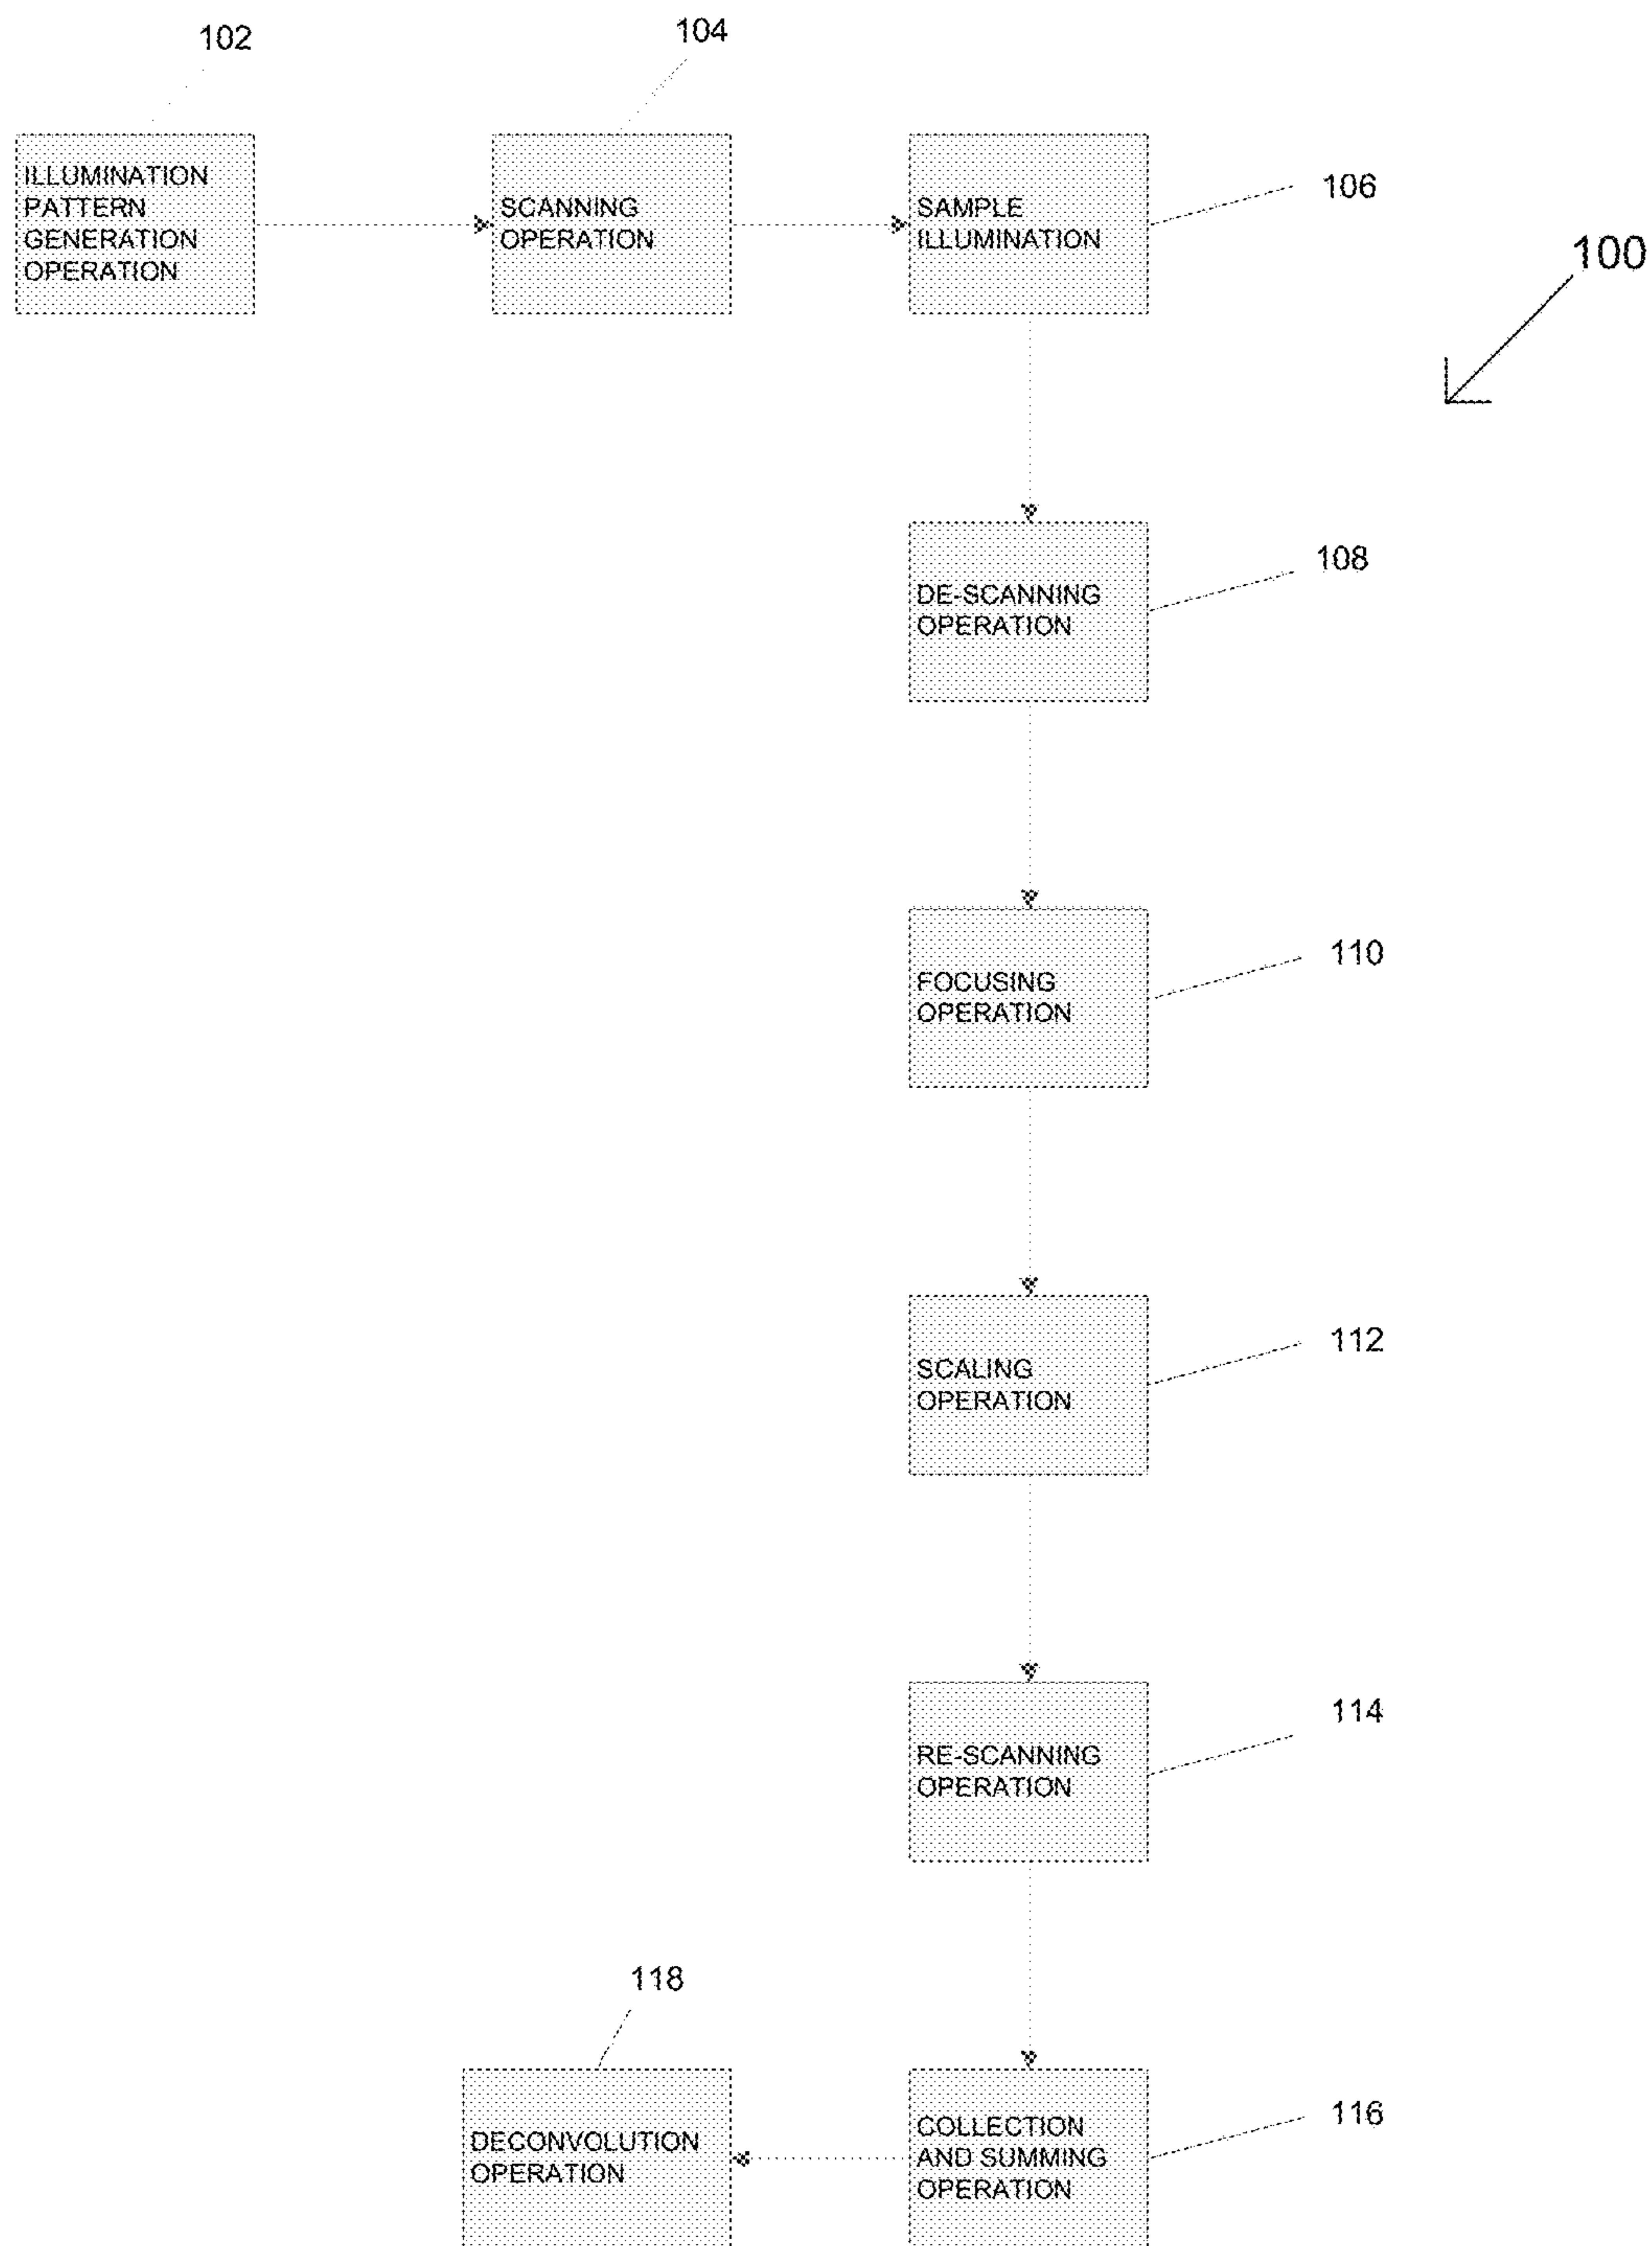 102
104
ILLUMINATION
PATTERN
GENERATION
OPERATION
SCANNING
OPERATION
SAMPLE
ILLUMINATION
106
100
DE-SCANNING
OPERATION
108
FOCUSING
OPERATION
110
SCALING
OPERATION
112
RE-SCANNING
OPERATION
114
118
DECONVOLUTION
OPERATION
COLLECTION
AND SUMMING
OPERATION
116